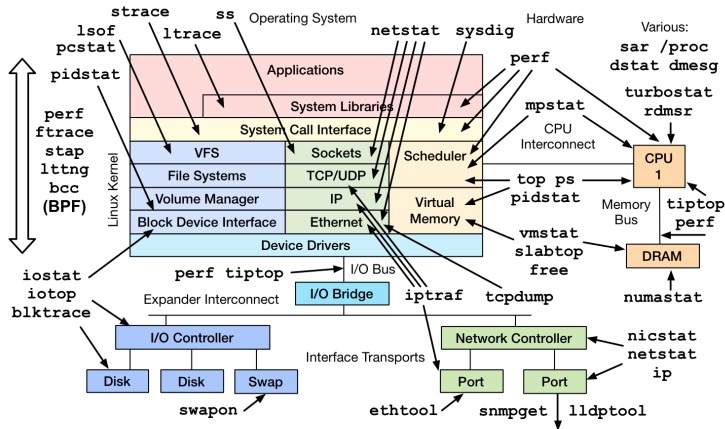 strace
ss
Operating System
Hardware
Various:
lsof
pcstat
ltrace
netstat
sysdig
sar /proc
dstat dmesg
pidstat
Applications
perf
turbostat
rdmsr
System Libraries
mpstat
perf
ftrace
stap
lttng
bcc
(BPF)
System Call Interface
CPU
Interconnect
Linux Kernel
VFS
Sockets
Scheduler
CPU
1
File Systems
TCP/UDP
top ps
pidstat
Volume Manager
IP
Virtual
Memory
Memory
Bus
tiptop
perf
Block Device Interface
Ethernet
vmstat
slabtop
free
Device Drivers
DRAM
iostat
iotop
blktrace
perf tiptop
I/O Bus
I/O Bridge
iptraf
tcpdump
numastat
Expander Interconnect
I/O Controller
Interface Transports
Network Controller
nicstat
netstat
ip
Disk
Disk
Swap
Port
Port
swapon
ethtool
snmpget
lldptool